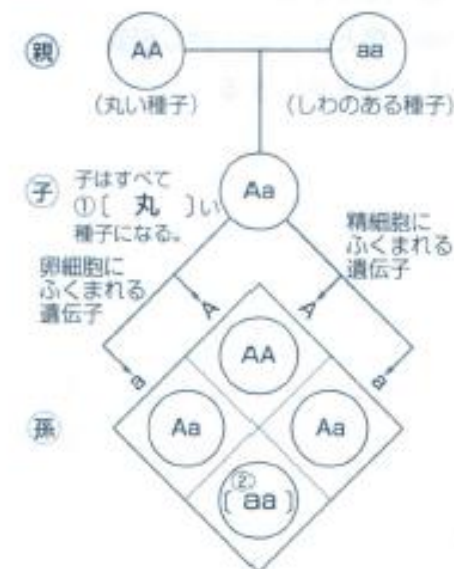 親 AA aa
(丸い種子) (しわのある種子)
子 子はすべて
①〔 丸 〕い
種子になる。
Aa
卵細胞に
ふくまれる
遺伝子
精細胞に
ふくまれる
遺伝子
A A
a a
孫
AA
Aa Aa
②
〔 aa 〕